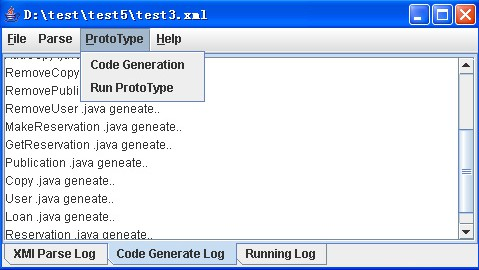 D:\test\test5\test3.xml
File Parse ProtoType Help
Code Generation
Run ProtoType
RemoveCopy
RemovePubli
RemoveUser .java geneate..
MakeReservation .java geneate..
GetReservation .java geneate..
Publication .java geneate..
Copy .java geneate..
User .java geneate..
Loan .java geneate..
Reservation .java geneate..
XMI Parse Log Code Generate Log Running Log